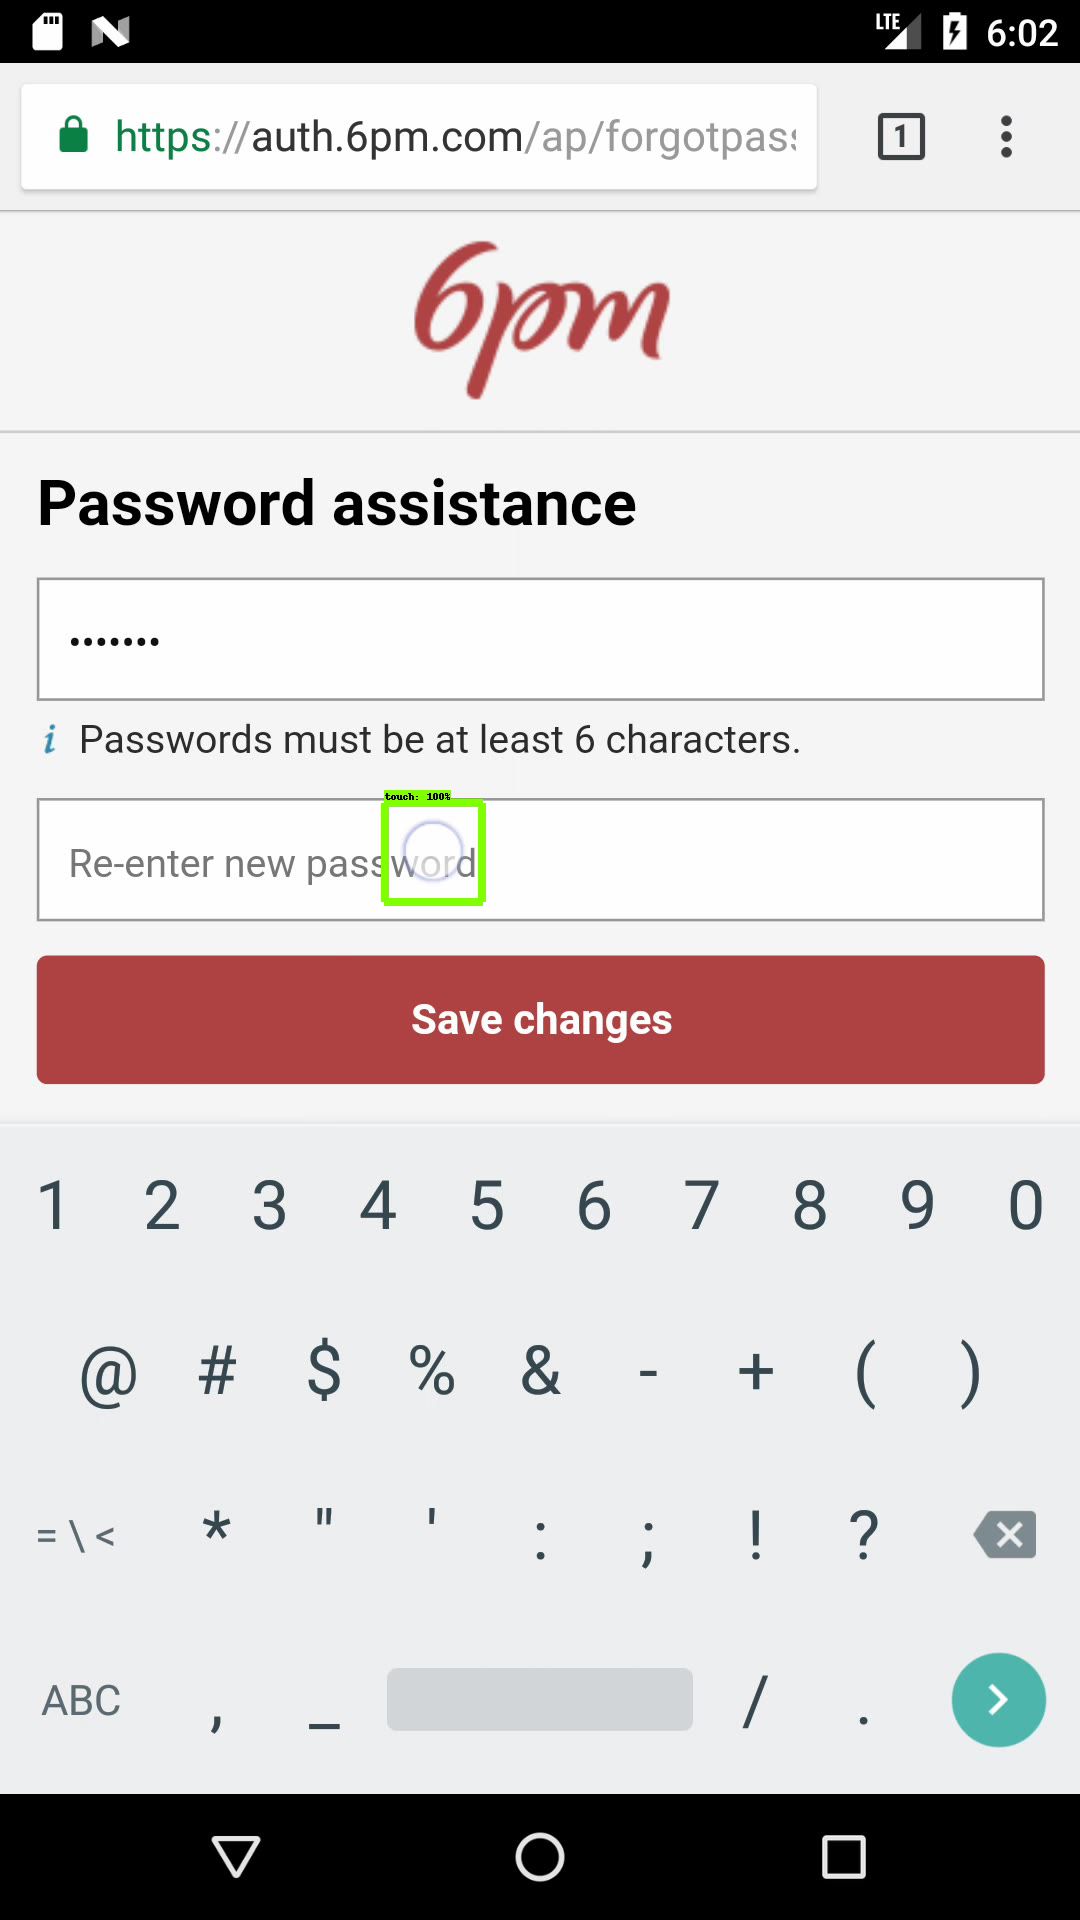 LTE 6:02
https://auth.6pm.com/ap/forgotpass
1
6pm
Password assistance
•••••••
i Passwords must be at least 6 characters.
touch: 100%
Re-enter new password
Save changes
1 2 3 4 5 6 7 8 9 0
@ # $ % & - + ( )
= \ < * " ' : ; ! ?
ABC , _ / .